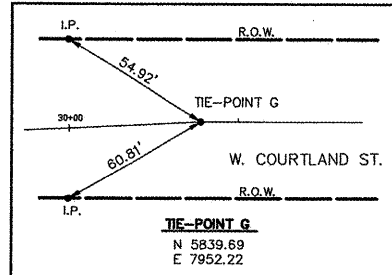 I.P.
R.O.W.
54.92'
TIE-POINT G
30+00
60.81'
W. COURTLAND ST.
R.O.W.
I.P.
TIE-POINT G
N 5839.69
E 7952.22